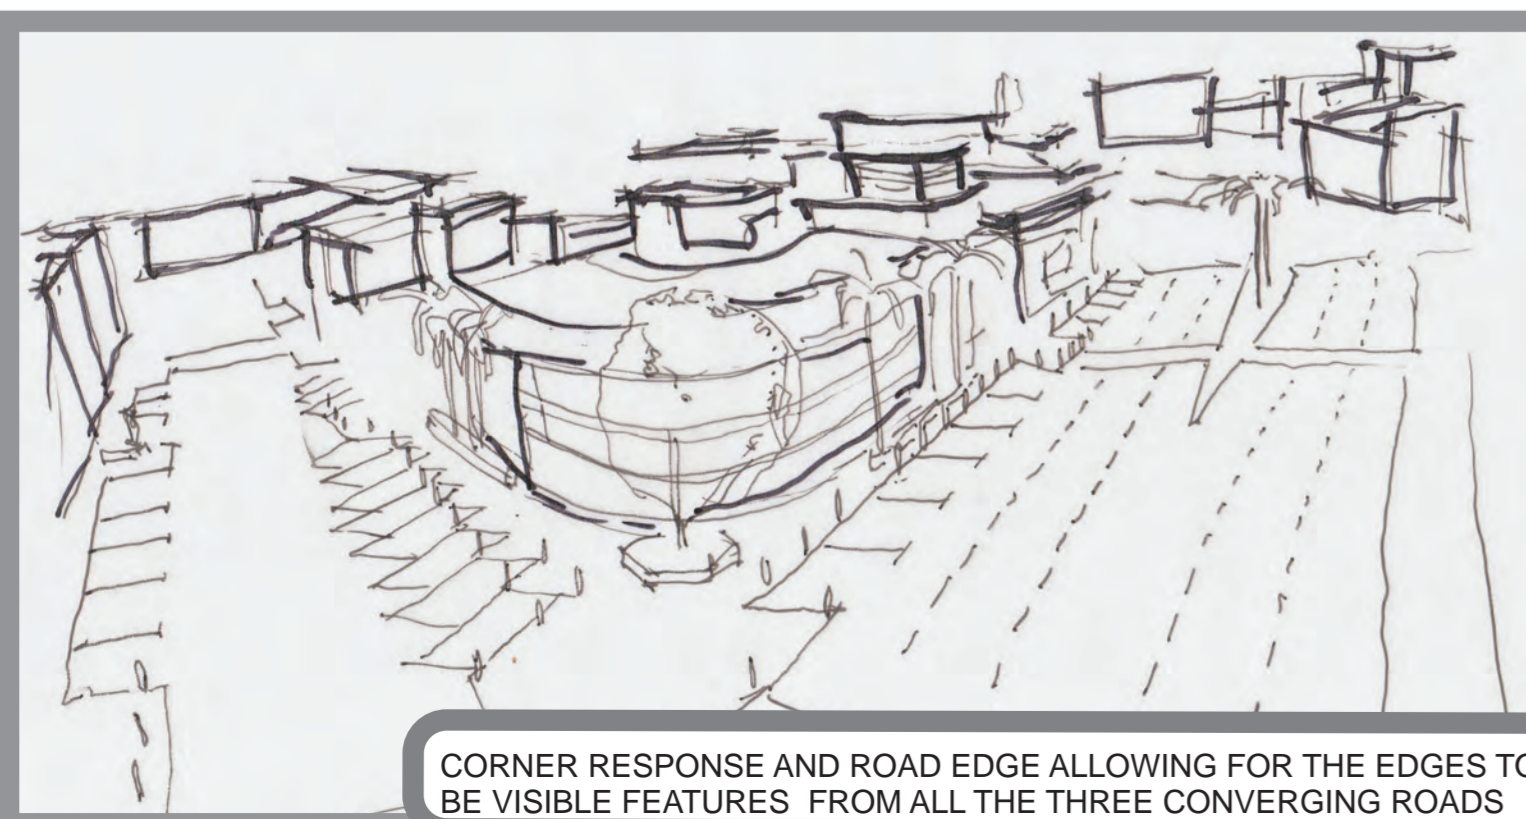 CORNER RESPONSE AND ROAD EDGE ALLOWING FOR THE EDGES TO
BE VISIBLE FEATURES  FROM ALL THE THREE CONVERGING ROADS